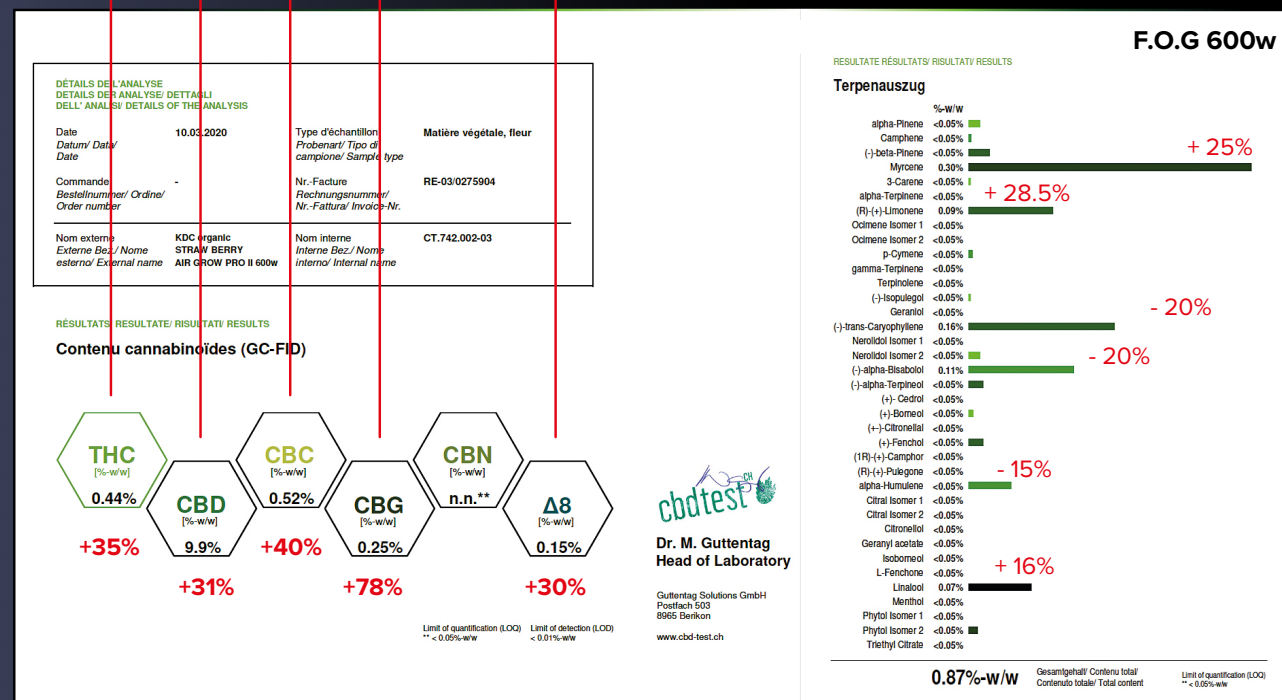 F.O.G 600w
DÉTAILS DE L'ANALYSE
DETAILS DER ANALYSE/ DETTAGLI
DELL' ANALISI/ DETAILS OF THE ANALYSIS
Date
Datum/ Data/
Date
10.03.2020
Type d'échantillon
Probenart/ Tipo di
campione/ Sample type
Matière végétale, fleur
Commande
Bestellnummer/ Ordine/
Order number
-
Nr.-Facture
Rechnungsnummer/
Nr.-Fattura/ Invoice-Nr.
RE-03/0275904
Nom externe
Externe Bez./ Nome
esterno/ External name
KDC organic
STRAW BERRY
AIR GROW PRO II 600w
Nom interne
Interne Bez./ Nome
interno/ Internal name
CT.742.002-03
RÉSULTATS/ RESULTATE/ RISULTATI/ RESULTS
Contenu cannabinoïdes (GC-FID)
THC
[%-w/w]
0.44%
+35%
CBD
[%-w/w]
9.9%
+31%
CBC
[%-w/w]
0.52%
+40%
CBG
[%-w/w]
0.25%
+78%
CBN
[%-w/w]
n.n.**
Δ8
[%-w/w]
0.15%
+30%
Limit of quantification (LOQ)
** < 0.05%-w/w
Limit of detection (LOD)
< 0.01%-w/w
cbdtest CH
Dr. M. Guttentag
Head of Laboratory
Guttentag Solutions GmbH
Postfach 503
8965 Berikon
www.cbd-test.ch
RESULTATE RÉSULTATS/ RISULTATI/ RESULTS
Terpenauszug
%-w/w
alpha-Pinene <0.05%
Camphene <0.05%
(-)-beta-Pinene <0.05%
+ 25%
Myrcene 0.30%
3-Carene <0.05%
alpha-Terpinene <0.05%
+ 28.5%
(R)-(+)-Limonene 0.09%
Ocimene Isomer 1 <0.05%
Ocimene Isomer 2 <0.05%
p-Cymene <0.05%
gamma-Terpinene <0.05%
Terpinolene <0.05%
(-)-Isopulegol <0.05%
Geraniol <0.05%
- 20%
(-)-trans-Caryophyllene 0.16%
Nerolidol Isomer 1 <0.05%
Nerolidol Isomer 2 <0.05%
- 20%
(-)-alpha-Bisabolol 0.11%
(-)-alpha-Terpineol <0.05%
(+)- Cedrol <0.05%
(+)-Borneol <0.05%
(+-)-Citronellal <0.05%
(+)-Fenchol <0.05%
(1R)-(+)-Camphor <0.05%
(R)-(+)-Pulegone <0.05%
- 15%
alpha-Humulene <0.05%
Citral Isomer 1 <0.05%
Citral Isomer 2 <0.05%
Citronellol <0.05%
Geranyl acetate <0.05%
Isoborneol <0.05%
L-Fenchone <0.05%
+ 16%
Linalool 0.07%
Menthol <0.05%
Phytol Isomer 1 <0.05%
Phytol Isomer 2 <0.05%
Triethyl Citrate <0.05%
0.87%-w/w
Gesamtgehalt/ Contenu total/
Contenuto totale/ Total content
Limit of quantification (LOQ)
** < 0.05%-w/w